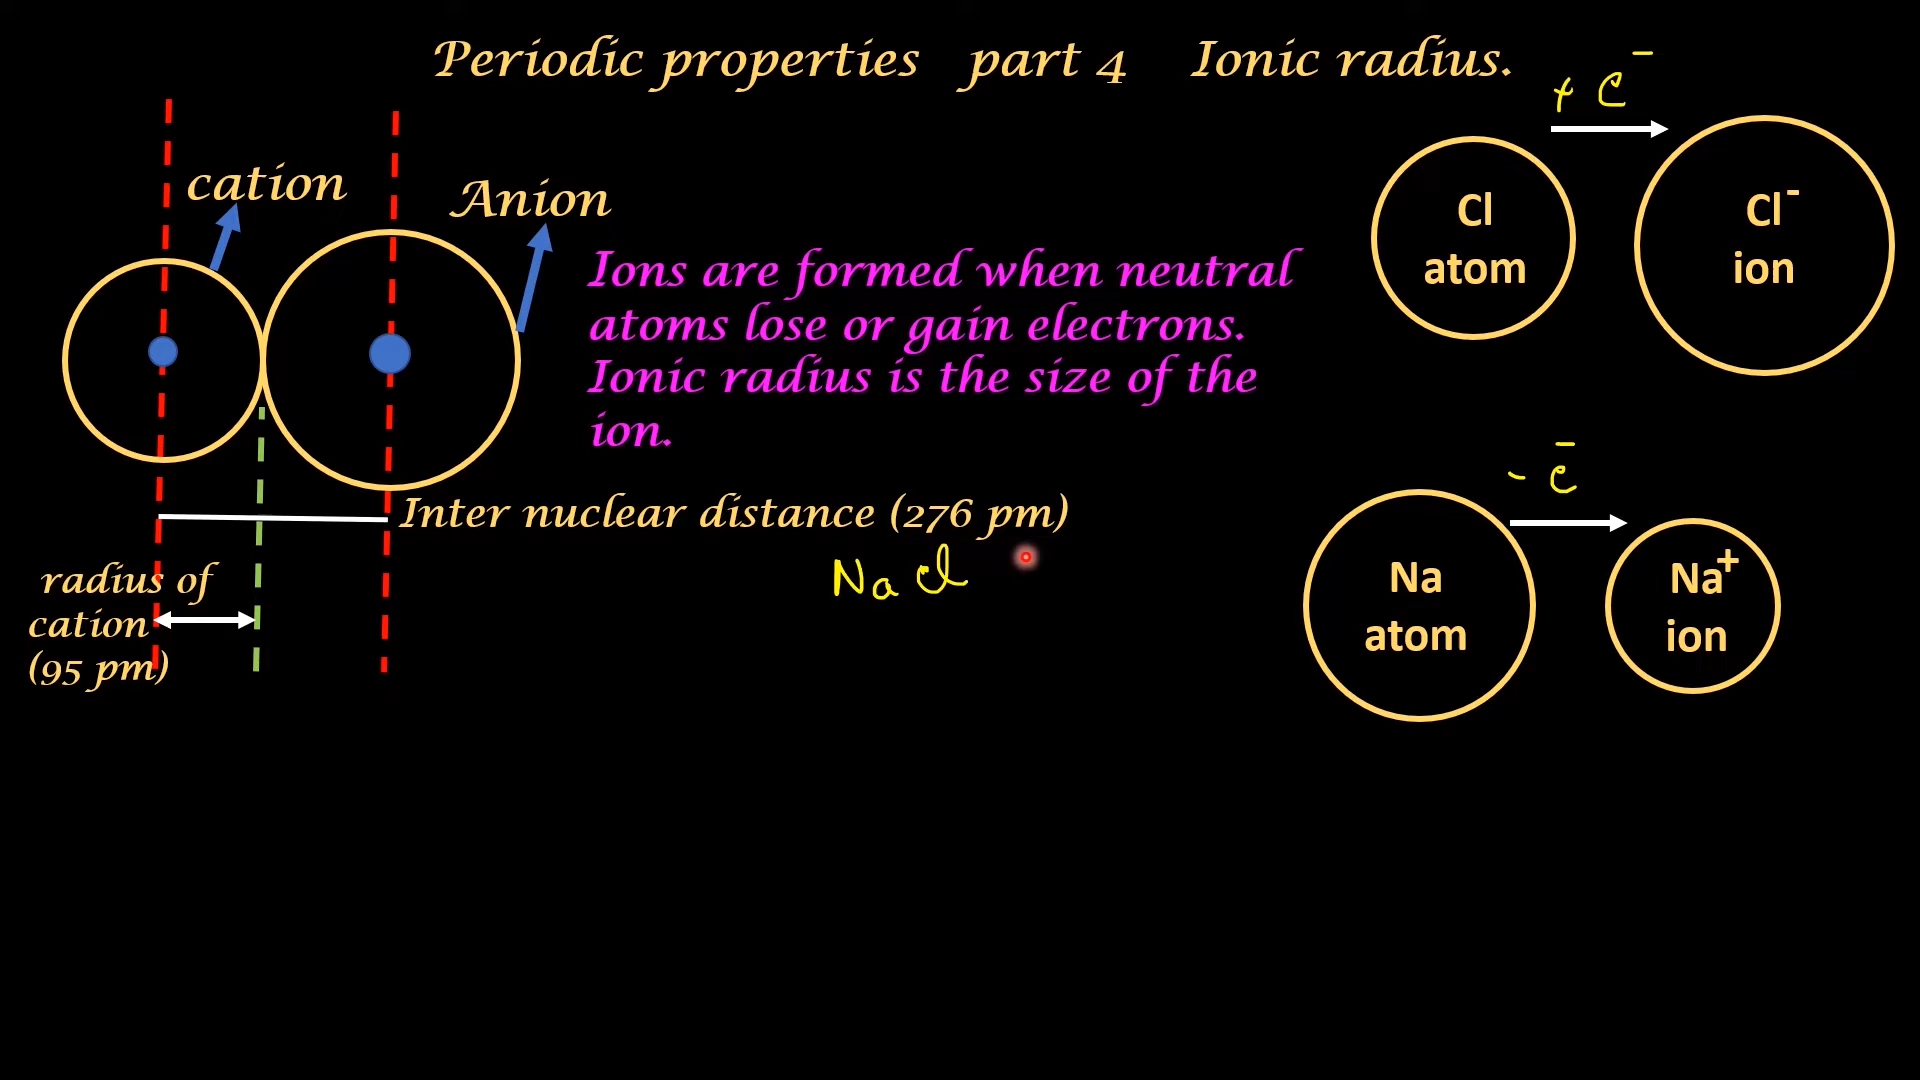 Periodic properties part 4 Ionic radius.
cation
Anion
Ions are formed when neutral
atoms lose or gain electrons.
Ionic radius is the size of the
ion.
Inter nuclear distance (276 pm)
NaCl
radius of
cation
(95 pm)
+ e⁻
Cl
atom
Cl⁻
ion
- e⁻
Na
atom
Na⁺
ion